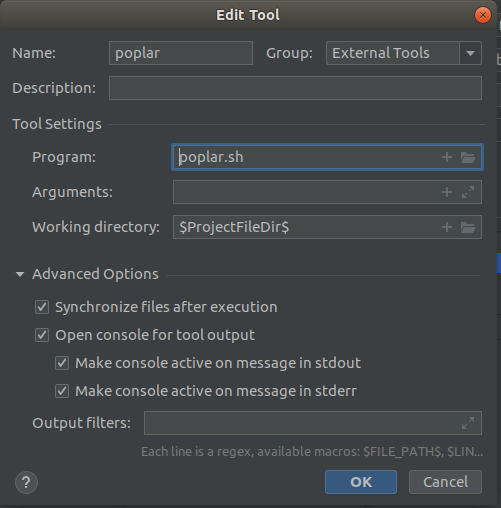 Edit Tool
Name: poplar Group: External Tools
Description:
Tool Settings
Program: poplar.sh
Arguments:
Working directory: $ProjectFileDir$
Advanced Options
Synchronize files after execution
Open console for tool output
Make console active on message in stdout
Make console active on message in stderr
Output filters:
Each line is a regex, available macros: $FILE_PATH$, $LIN...
? OK Cancel